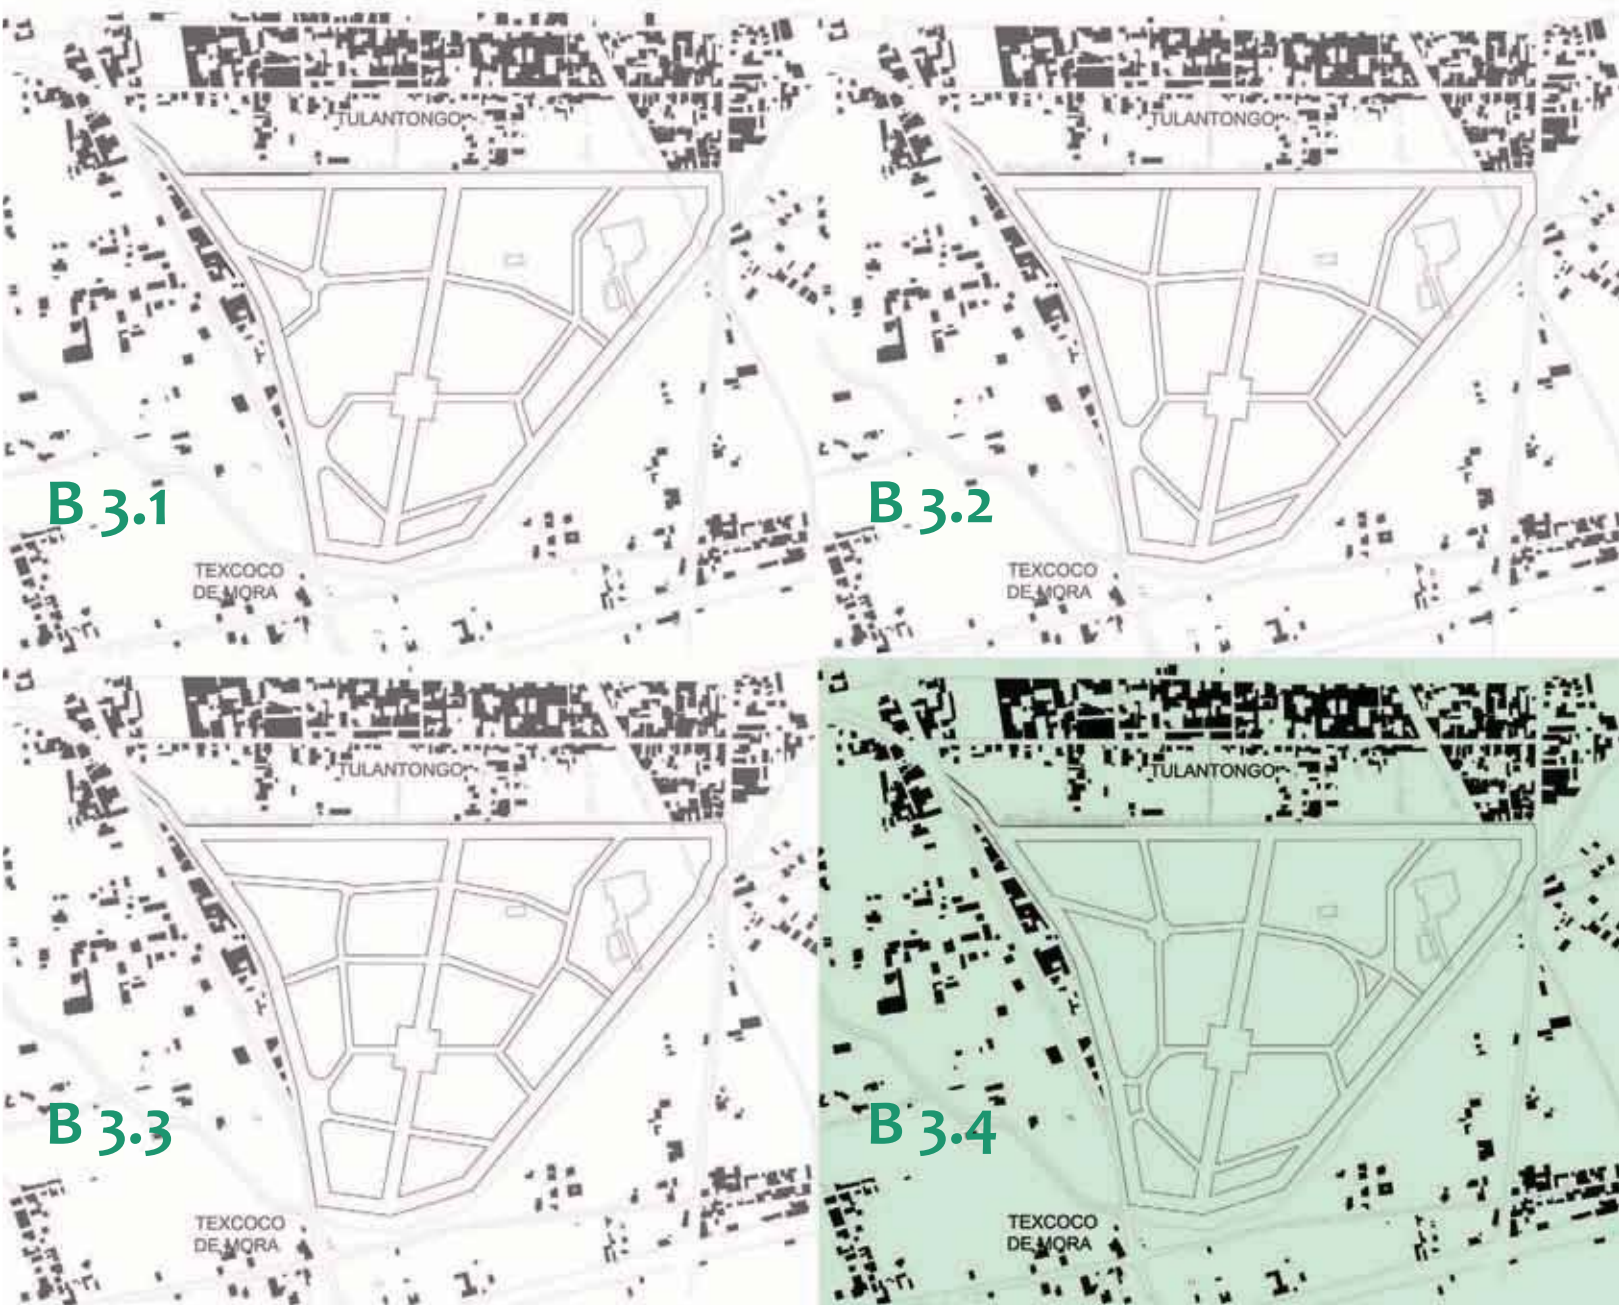 TULANTONGO
B 3.1
TEXCOCO
DE MORA
TULANTONGO
B 3.2
TEXCOCO
DE MORA
TULANTONGO
B 3.3
TEXCOCO
DE MORA
TULANTONGO
B 3.4
TEXCOCO
DE MORA